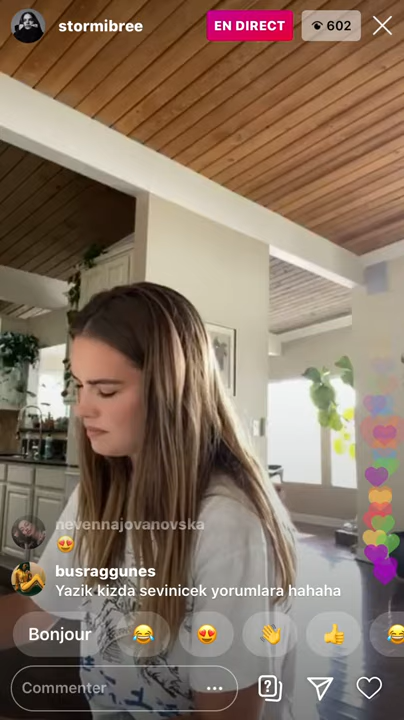 stormibree
EN DIRECT
602
nevennajovanovska
😍
busraggunes
Yazik kizda sevinicek yorumlara hahaha
Bonjour 😂 😍 👋 👍 😂
Commenter